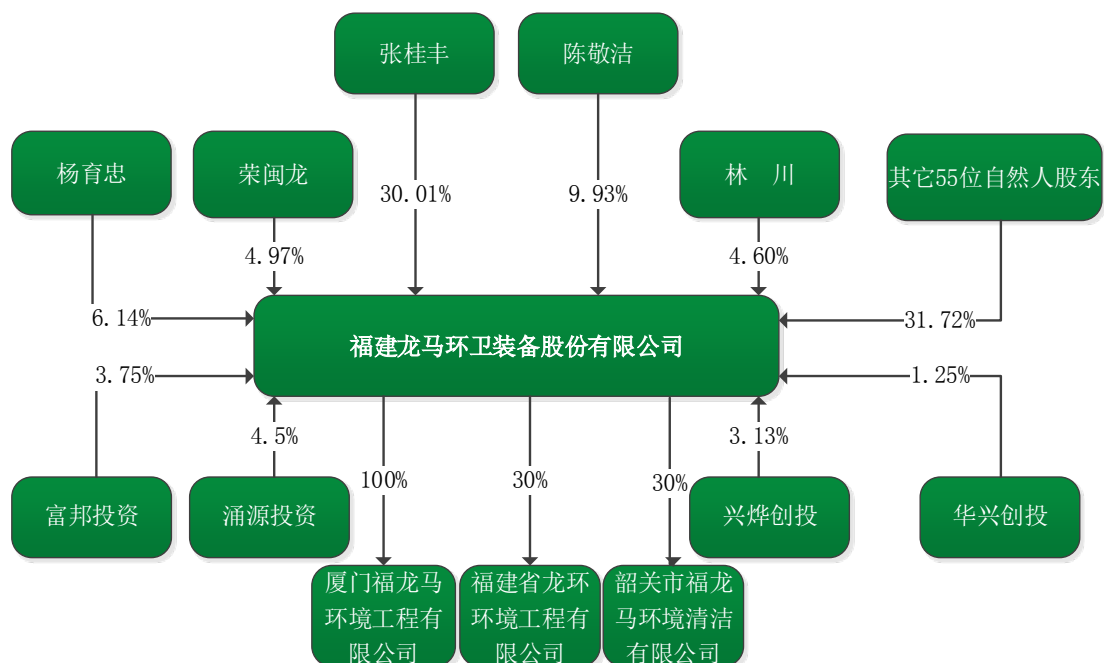 张桂丰
陈敬洁
杨育忠
荣闽龙
林　川
其它55位自然人股东
30.01%
9.93%
4.97%
4.60%
6.14%
31.72%
福建龙马环卫装备股份有限公司
3.75%
1.25%
4.5%
3.13%
100%
30%
30%
富邦投资
涌源投资
兴烨创投
华兴创投
厦门福龙马
环境工程有
限公司
福建省龙环
环境工程有
限公司
韶关市福龙
马环境清洁
有限公司